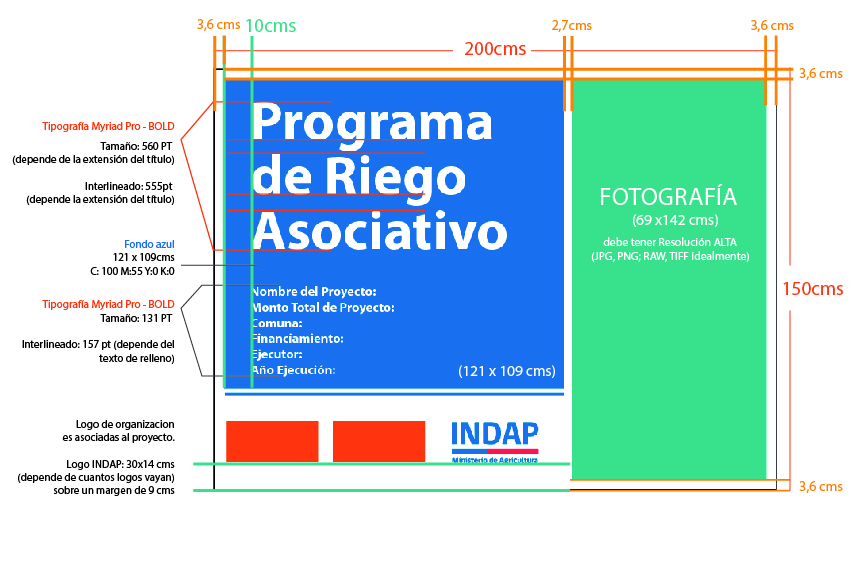 3,6 cms
10cms
2,7cms
3,6 cms
200cms
3,6 cms
Tipografía Myriad Pro - BOLD
Tamaño: 560 PT
(depende de la extensión del título)
Interlineado: 555pt
(depende la extensión del título)
Programa
de Riego
Asociativo
FOTOGRAFÍA
(69 x142 cms)
debe tener Resolución ALTA
(JPG, PNG; RAW, TIFF Idealmente)
Fondo azul
121 x 109cms
C: 100 M:55 Y:0 K:0
150cms
Tipografía Myriad Pro - BOLD
Tamaño: 131 PT
Interlineado: 157 pt (depende del
texto de relleno)
Nombre del Proyecto:
Monto Total de Proyecto:
Comuna:
Financiamiento:
Ejecutor:
Año Ejecución:
(121 x 109 cms)
Logo de organizacion
es asociadas al proyecto.
Logo INDAP: 30x14 cms
(depende de cuantos logos vayan)
sobre un margen de 9 cms
INDAP
Ministerio de Agricultura
3,6 cms